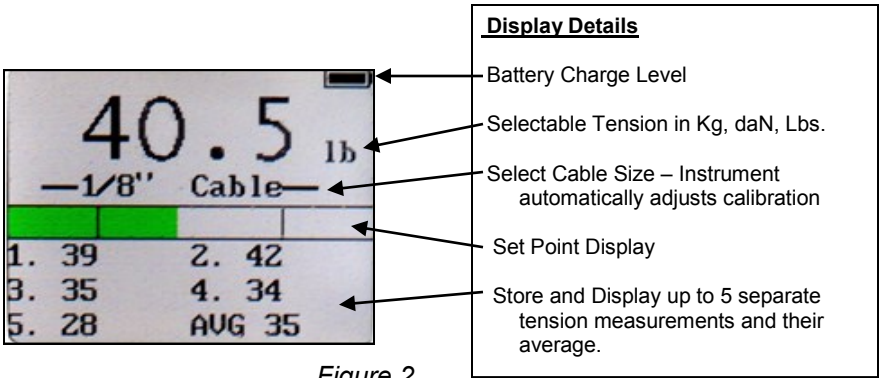 40.5 lb
—1/8'' Cable—
1. 39 2. 42
3. 35 4. 34
5. 28 AVG 35
Figure 2
Display Details
Battery Charge Level
Selectable Tension in Kg, daN, Lbs.
Select Cable Size – Instrument
automatically adjusts calibration
Set Point Display
Store and Display up to 5 separate
tension measurements and their
average.